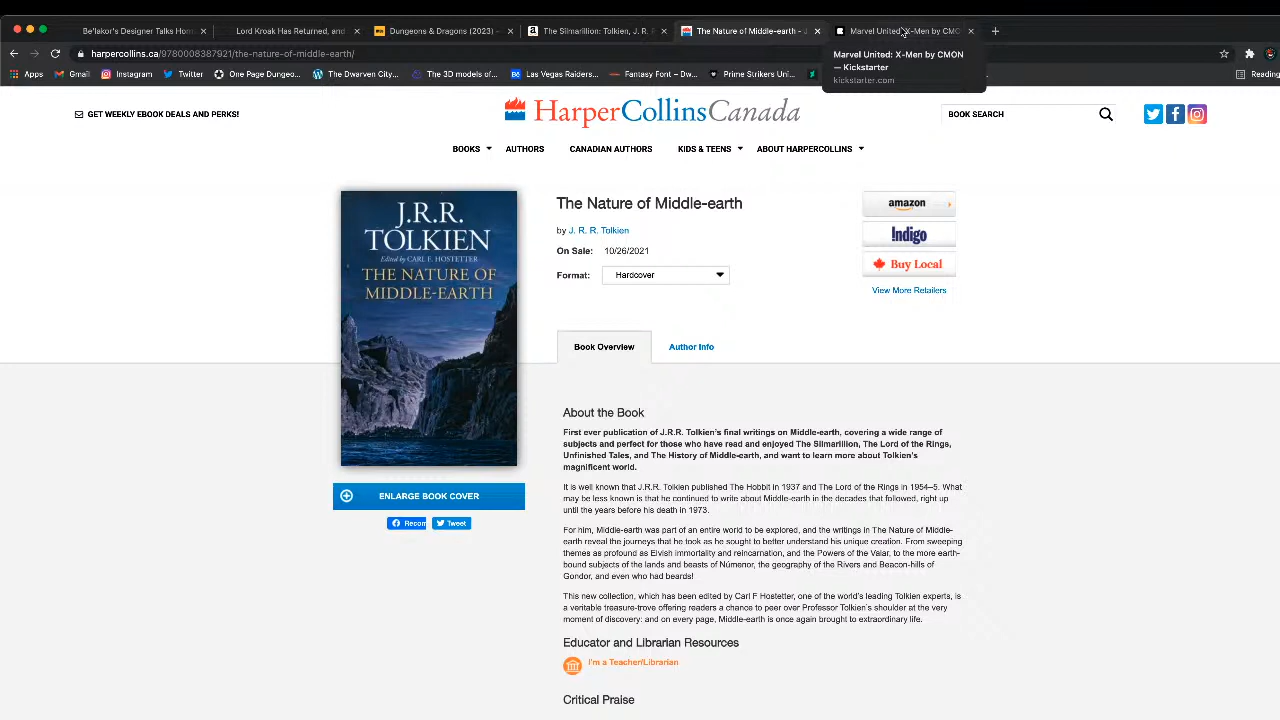 Be'lakor's Designer Talks Horn
Lord Kroak Has Returned, and
Dungeons & Dragons (2023) -
The Silmarillion: Tolkien, J. R. R.
The Nature of Middle-earth - J.
Marvel United: X-Men by CMO
harpercollins.ca/9780008387921/the-nature-of-middle-earth/
Marvel United: X-Men by CMON
— Kickstarter
kickstarter.com
Apps
Gmail
Instagram
Twitter
One Page Dungeo...
The Dwarven City...
The 3D models of...
Las Vegas Raiders...
Fantasy Font – Dw...
Prime Strikers Uni...
Reading
GET WEEKLY EBOOK DEALS AND PERKS!
HarperCollinsCanada
BOOK SEARCH
BOOKS
AUTHORS
CANADIAN AUTHORS
KIDS & TEENS
ABOUT HARPERCOLLINS
J.R.R.
TOLKIEN
Edited by CARL F. HOSTETTER
THE NATURE OF
MIDDLE-EARTH
ENLARGE BOOK COVER
Recom
Tweet
The Nature of Middle-earth
by J. R. R. Tolkien
On Sale: 10/26/2021
Format: Hardcover
amazon
Indigo
Buy Local
View More Retailers
Book Overview
Author Info
About the Book
First ever publication of J.R.R. Tolkien's final writings on Middle-earth, covering a wide range of
subjects and perfect for those who have read and enjoyed The Silmarillion, The Lord of the Rings,
Unfinished Tales, and The History of Middle-earth, and want to learn more about Tolkien's
magnificent world.
It is well known that J.R.R. Tolkien published The Hobbit in 1937 and The Lord of the Rings in 1954–5. What
may be less known is that he continued to write about Middle-earth in the decades that followed, right up
until the years before his death in 1973.
For him, Middle-earth was part of an entire world to be explored, and the writings in The Nature of Middle-
earth reveal the journeys that he took as he sought to better understand his unique creation. From sweeping
themes as profound as Elvish immortality and reincarnation, and the Powers of the Valar, to the more earth-
bound subjects of the lands and beasts of Númenor, the geography of the Rivers and Beacon-hills of
Gondor, and even who had beards!
This new collection, which has been edited by Carl F Hostetter, one of the world's leading Tolkien experts, is
a veritable treasure-trove offering readers a chance to peer over Professor Tolkien's shoulder at the very
moment of discovery: and on every page, Middle-earth is once again brought to extraordinary life.
Educator and Librarian Resources
I'm a Teacher/Librarian
Critical Praise